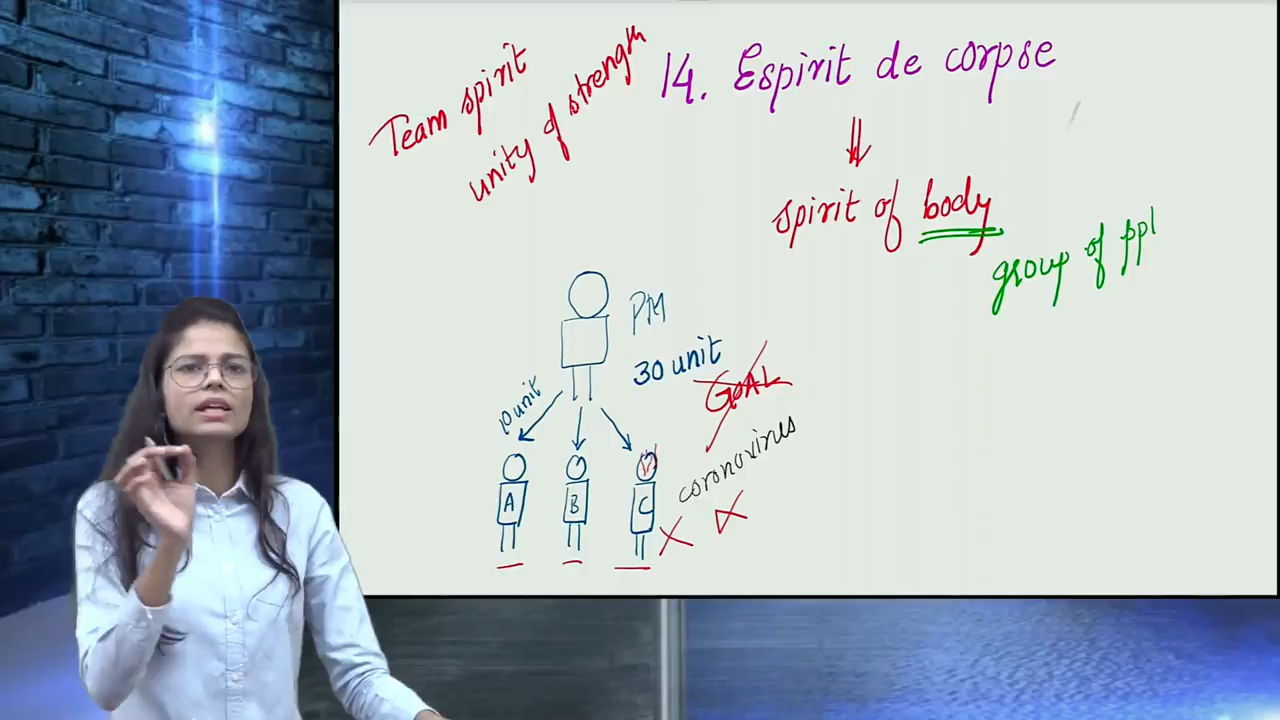 14. Espirit de corpse
Team spirit
unity of strength
spirit of body
group of ppl
PM
30 unit
GOAL
10 unit
coronavirus
A B C